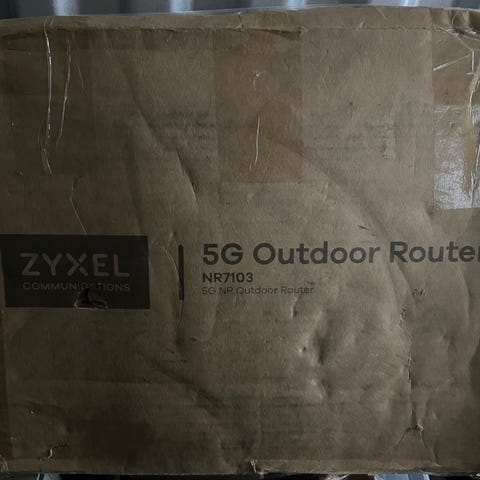 ZYXEL
COMMUNICATIONS
5G Outdoor Router
NR7103
5G NR Outdoor Router